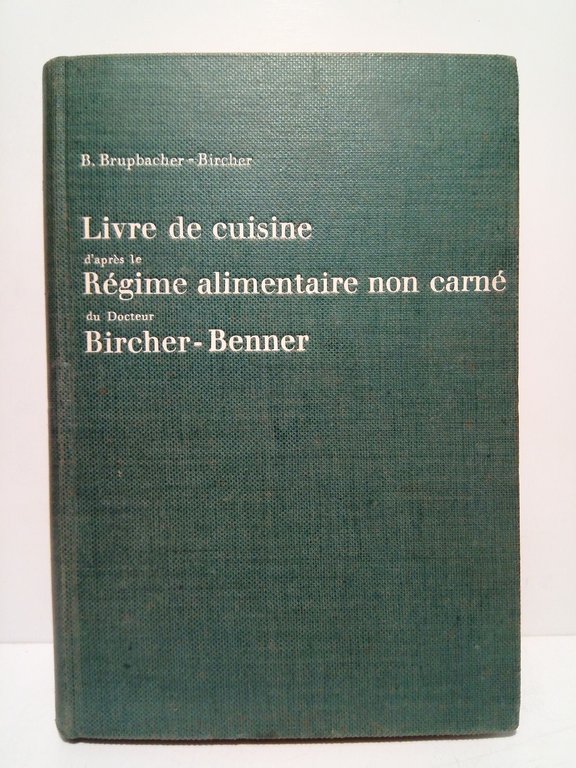 B. Brupbacher-Bircher
Livre de cuisine
d'après le
Régime alimentaire non carné
du Docteur
Bircher-Benner